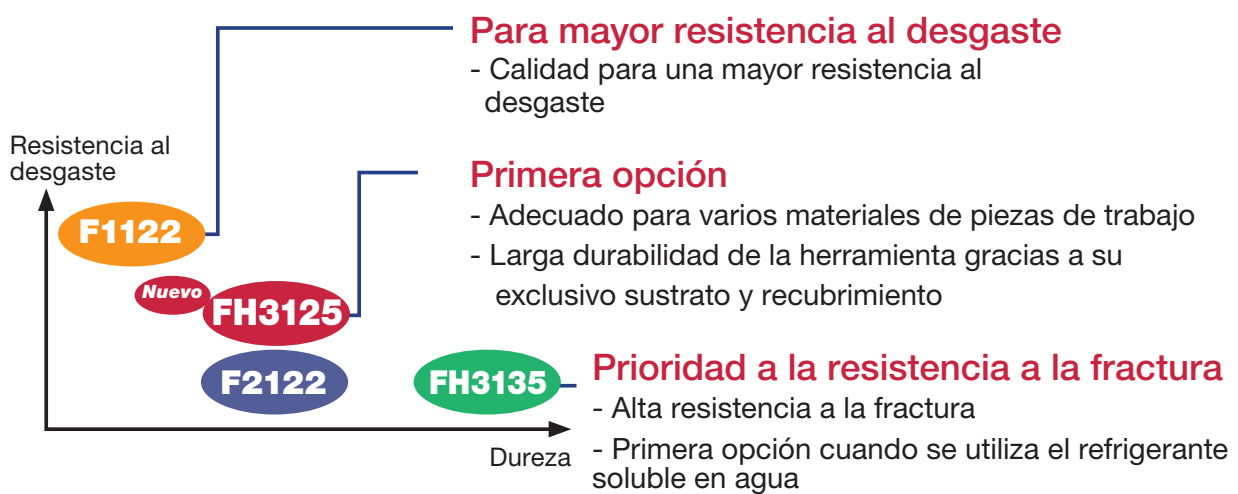 Para mayor resistencia al desgaste
- Calidad para una mayor resistencia al
desgaste
Resistencia al
desgaste
F1122
Primera opción
- Adecuado para varios materiales de piezas de trabajo
- Larga durabilidad de la herramienta gracias a su
exclusivo sustrato y recubrimiento
Nuevo
FH3125
F2122
FH3135
Prioridad a la resistencia a la fractura
- Alta resistencia a la fractura
- Primera opción cuando se utiliza el refrigerante
soluble en agua
Dureza